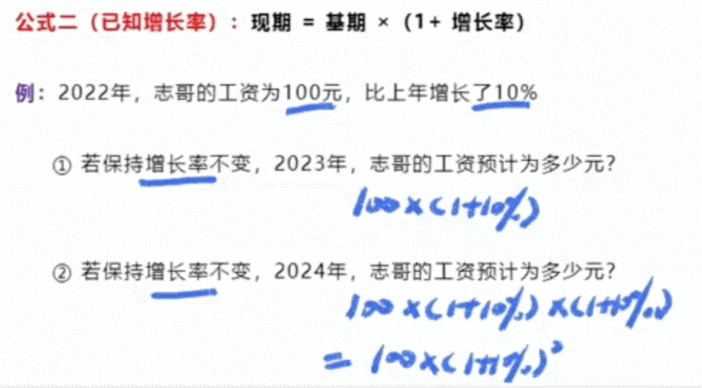 公式二（已知增长率）：现期 = 基期 ×（1+ 增长率）
例：2022年，志哥的工资为100元，比上年增长了10%
① 若保持增长率不变，2023年，志哥的工资预计为多少元？
100×(1+10%)
② 若保持增长率不变，2024年，志哥的工资预计为多少元？
100×(1+10%)×(1+10%)
= 100×(1+10%)²